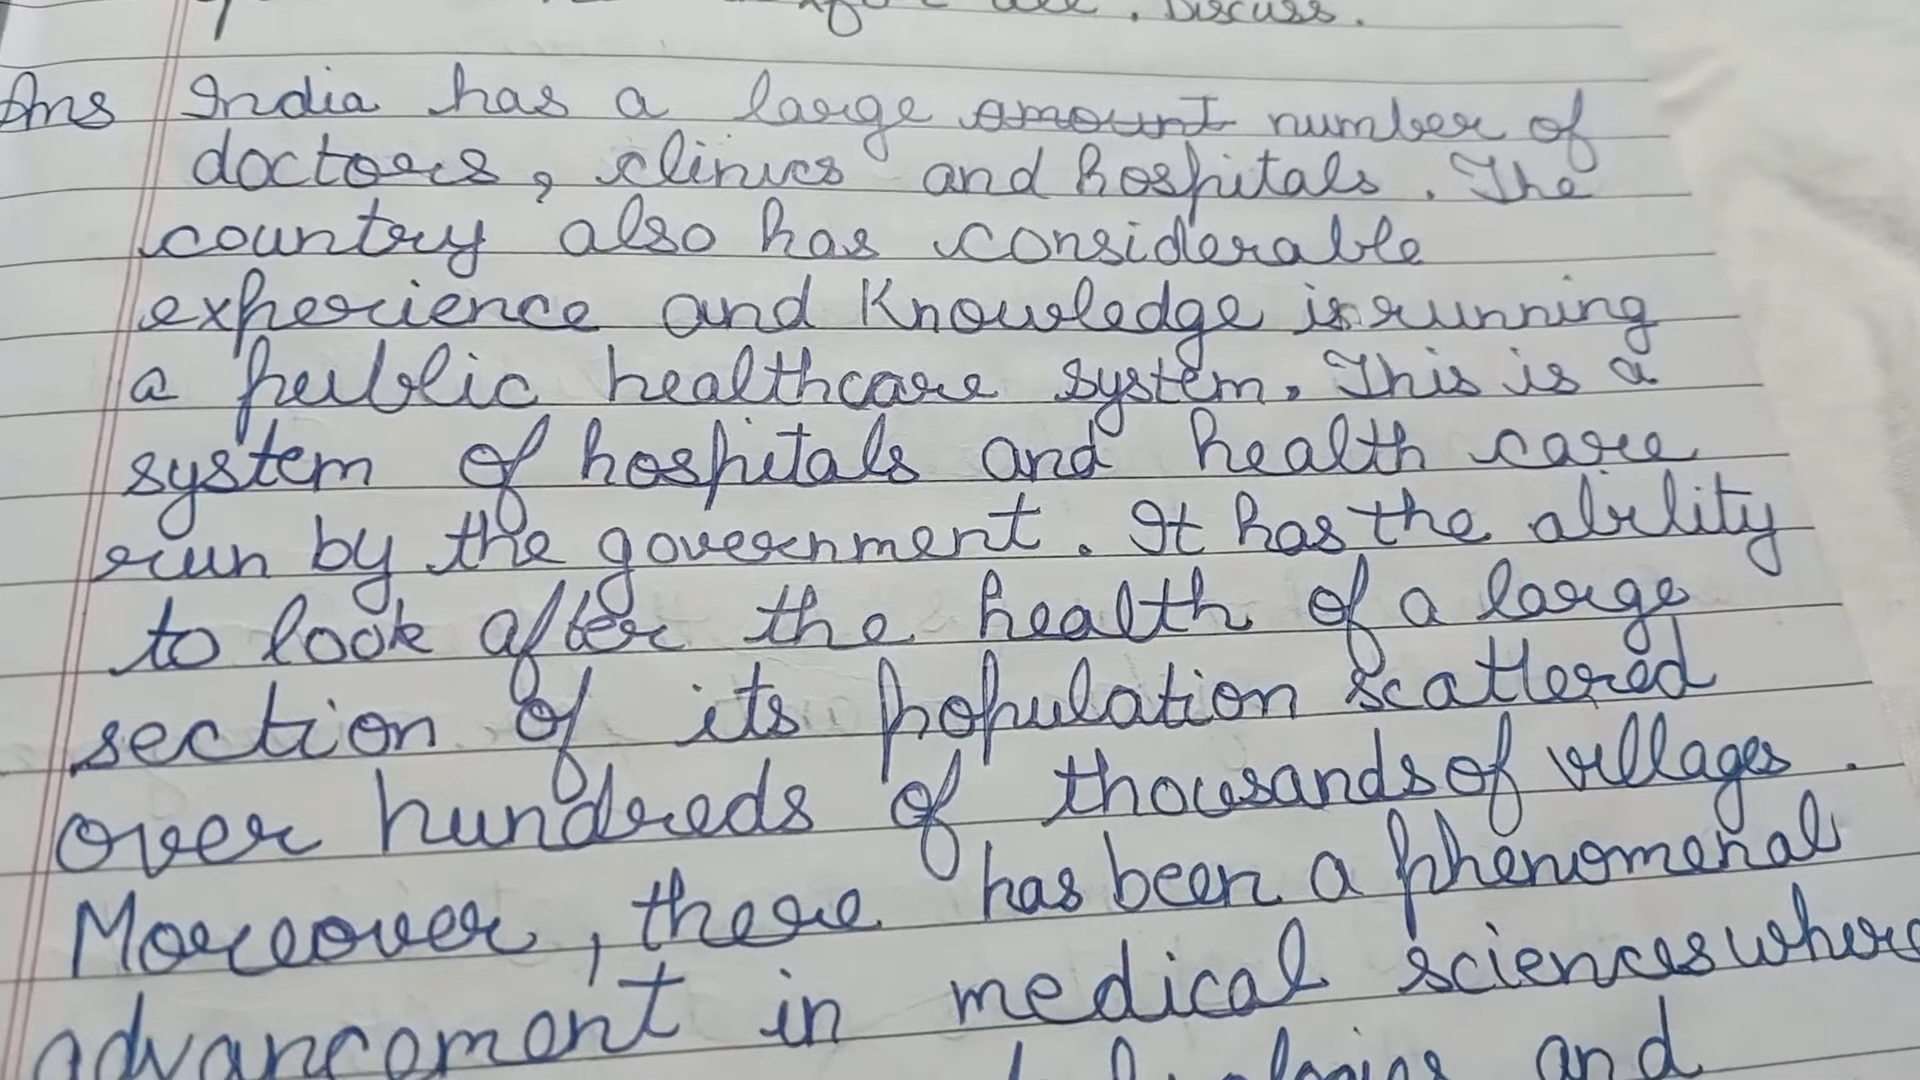 . Discuss.
Ans India has a large amount number of
doctors, clinics and hospitals. The
country also has considerable
experience and Knowledge is running
a public healthcare system. This is a
system of hospitals and health care
run by the government. It has the ability
to look after the health of a large
section of its population scattered
over hundreds of thousands of villages.
Moreover, there has been a phenomenal
advancement in medical sciences where
and